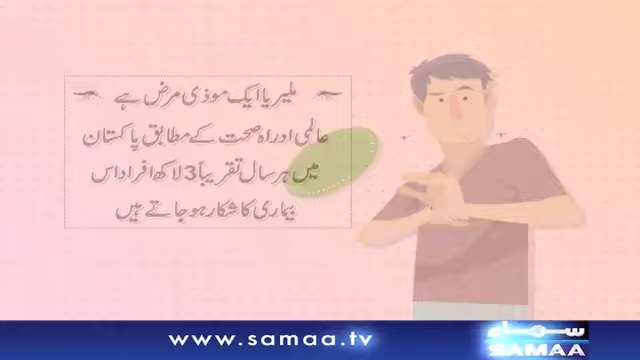 ملیریا ایک موذی مرض ہے
عالمی ادراہ صحت کے مطابق پاکستان
میں ہر سال تقریباً 3 لاکھ افراد اس
بیماری کا شکار ہو جاتے ہیں
www.samaa.tv
سماء
SAMAA